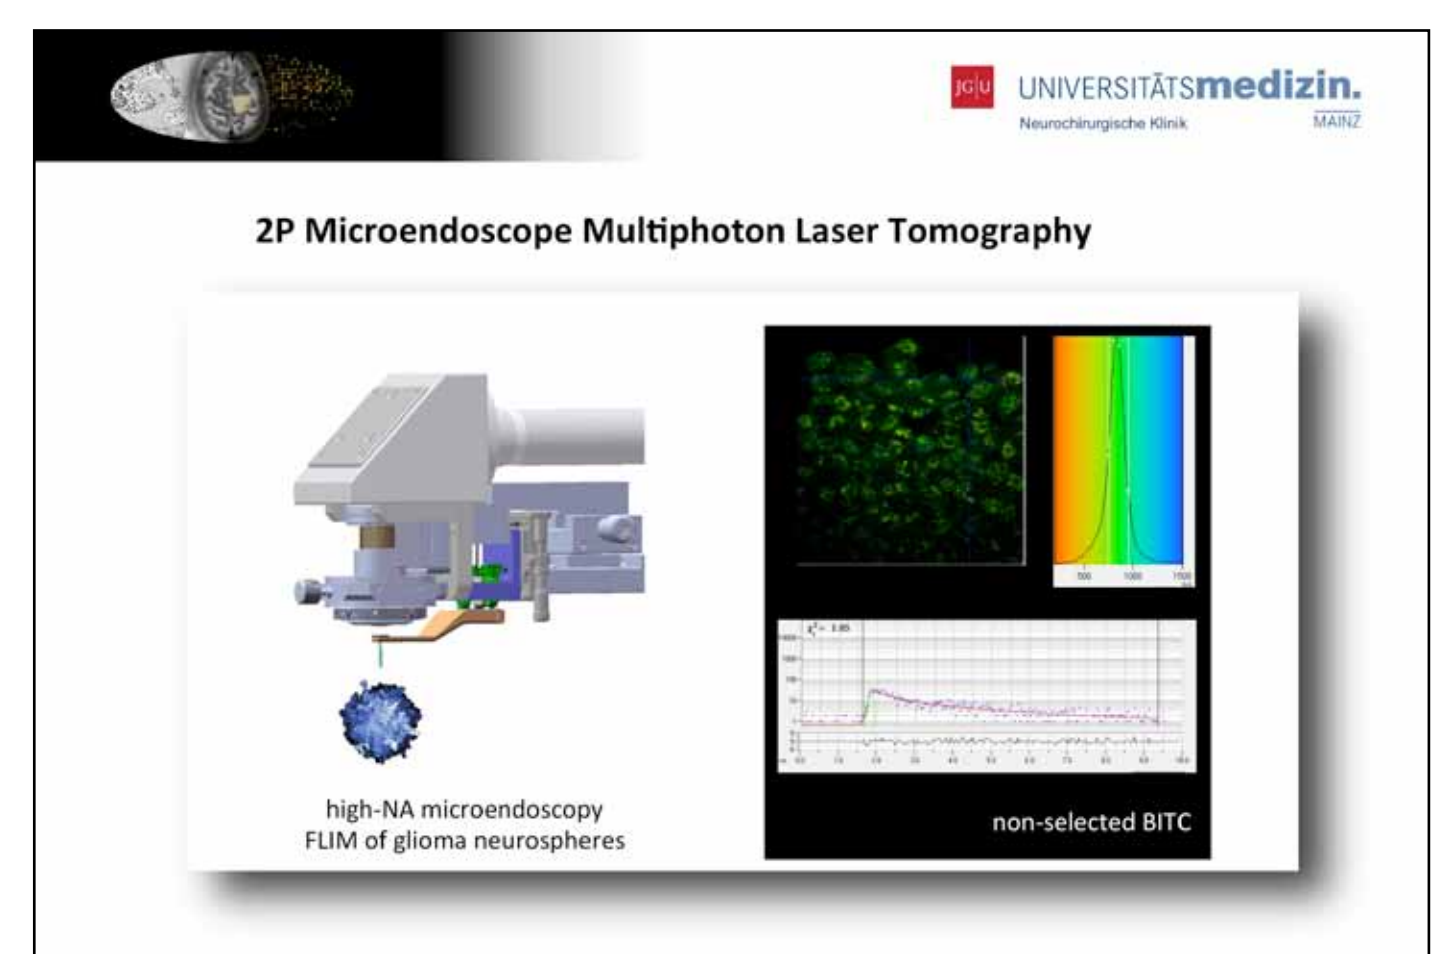 JG|U
UNIVERSITÄTSmedizin.
Neurochirurgische Klinik
MAINZ
2P Microendoscope Multiphoton Laser Tomography
500 1000 1500
high-NA microendoscopy
FLIM of glioma neurospheres
non-selected BITC